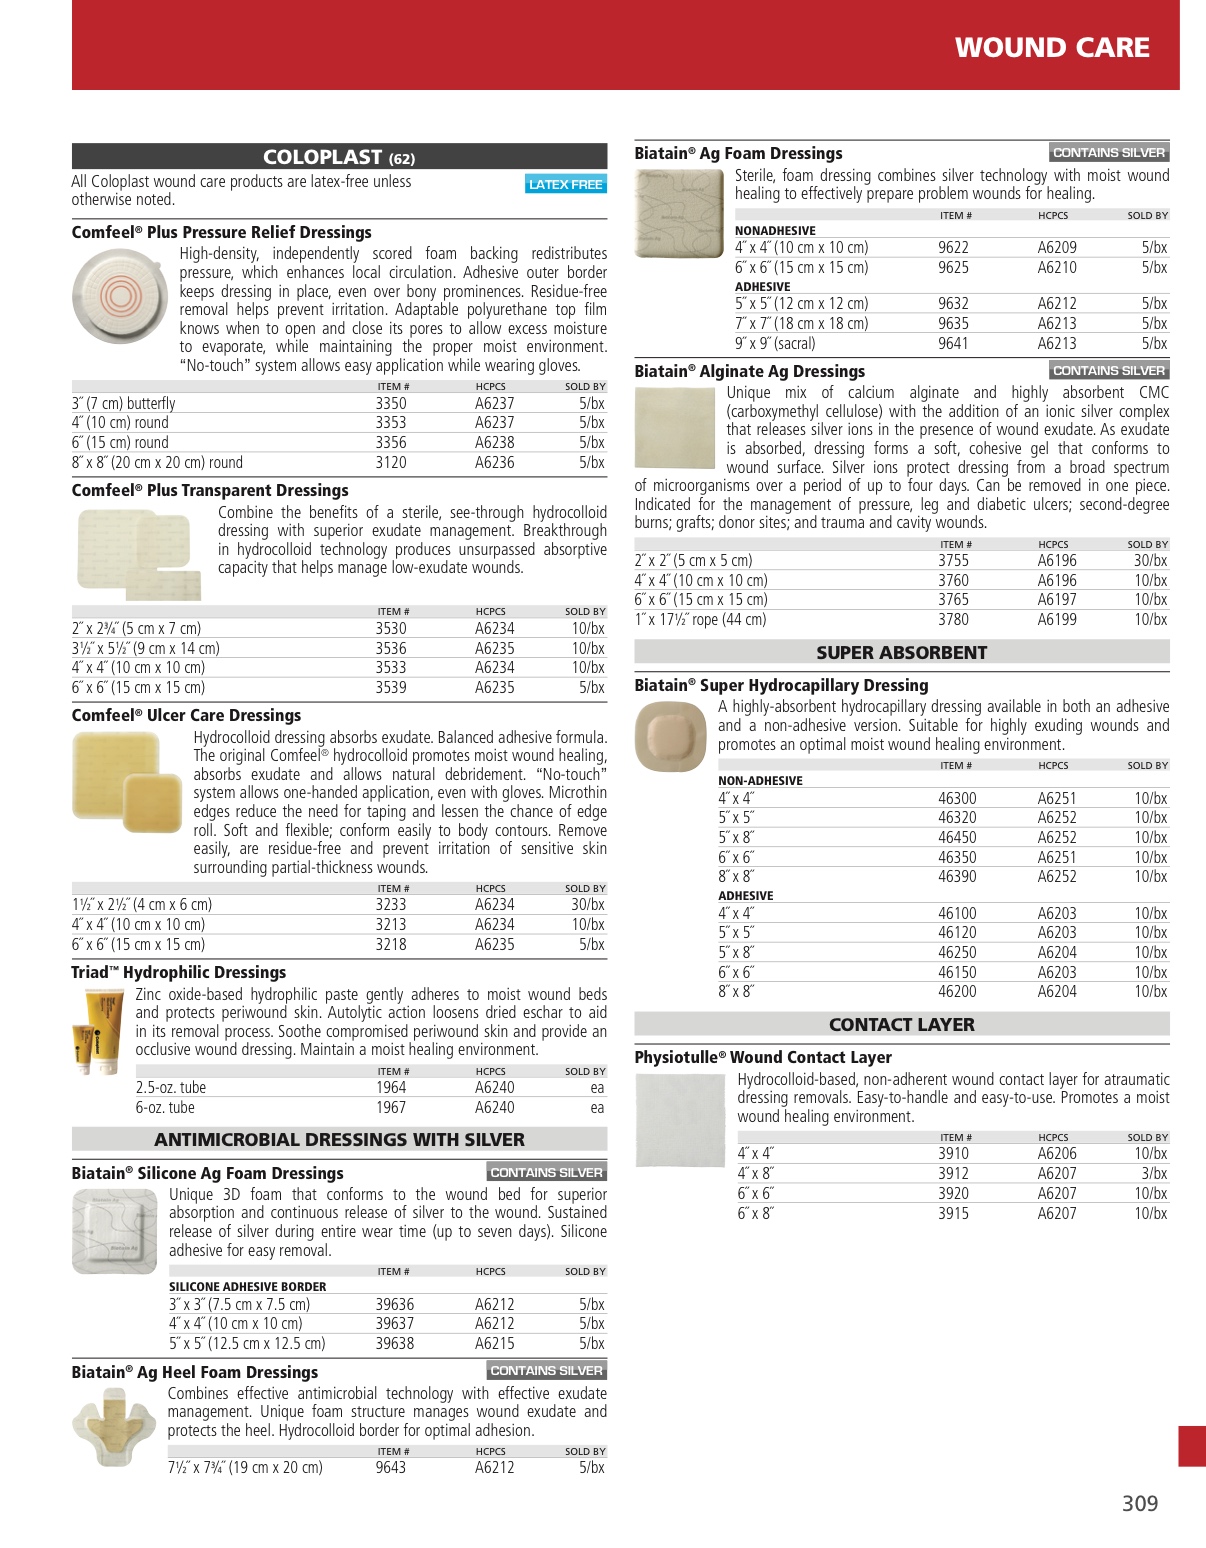 WOUND CARE
COLOPLAST (62)
All Coloplast wound care products are latex-free unless
otherwise noted.
LATEX FREE
Comfeel® Plus Pressure Relief Dressings
High-density, independently scored foam backing redistributes
pressure, which enhances local circulation. Adhesive outer border
keeps dressing in place, even over bony prominences. Residue-free
removal helps prevent irritation. Adaptable polyurethane top film
knows when to open and close its pores to allow excess moisture
to evaporate, while maintaining the proper moist environment.
“No-touch” system allows easy application while wearing gloves.
ITEM # HCPCS SOLD BY
3˝ (7 cm) butterfly 3350 A6237 5/bx
4˝ (10 cm) round 3353 A6237 5/bx
6˝ (15 cm) round 3356 A6238 5/bx
8˝ x 8˝ (20 cm x 20 cm) round 3120 A6236 5/bx
Comfeel® Plus Transparent Dressings
Combine the benefits of a sterile, see-through hydrocolloid
dressing with superior exudate management. Breakthrough
in hydrocolloid technology produces unsurpassed absorptive
capacity that helps manage low-exudate wounds.
ITEM # HCPCS SOLD BY
2˝ x 2¾˝ (5 cm x 7 cm) 3530 A6234 10/bx
3½˝ x 5½˝ (9 cm x 14 cm) 3536 A6235 10/bx
4˝ x 4˝ (10 cm x 10 cm) 3533 A6234 10/bx
6˝ x 6˝ (15 cm x 15 cm) 3539 A6235 5/bx
Comfeel® Ulcer Care Dressings
Hydrocolloid dressing absorbs exudate. Balanced adhesive formula.
The original Comfeel® hydrocolloid promotes moist wound healing,
absorbs exudate and allows natural debridement. “No-touch”
system allows one-handed application, even with gloves. Microthin
edges reduce the need for taping and lessen the chance of edge
roll. Soft and flexible; conform easily to body contours. Remove
easily, are residue-free and prevent irritation of sensitive skin
surrounding partial-thickness wounds.
ITEM # HCPCS SOLD BY
1½˝ x 2½˝ (4 cm x 6 cm) 3233 A6234 30/bx
4˝ x 4˝ (10 cm x 10 cm) 3213 A6234 10/bx
6˝ x 6˝ (15 cm x 15 cm) 3218 A6235 5/bx
Triad™ Hydrophilic Dressings
Zinc oxide-based hydrophilic paste gently adheres to moist wound beds
and protects periwound skin. Autolytic action loosens dried eschar to aid
in its removal process. Soothe compromised periwound skin and provide an
occlusive wound dressing. Maintain a moist healing environment.
ITEM # HCPCS SOLD BY
2.5-oz. tube 1964 A6240 ea
6-oz. tube 1967 A6240 ea
ANTIMICROBIAL DRESSINGS WITH SILVER
Biatain® Silicone Ag Foam Dressings
CONTAINS SILVER
Unique 3D foam that conforms to the wound bed for superior
absorption and continuous release of silver to the wound. Sustained
release of silver during entire wear time (up to seven days). Silicone
adhesive for easy removal.
ITEM # HCPCS SOLD BY
SILICONE ADHESIVE BORDER
3˝ x 3˝ (7.5 cm x 7.5 cm) 39636 A6212 5/bx
4˝ x 4˝ (10 cm x 10 cm) 39637 A6212 5/bx
5˝ x 5˝ (12.5 cm x 12.5 cm) 39638 A6215 5/bx
Biatain® Ag Heel Foam Dressings
CONTAINS SILVER
Combines effective antimicrobial technology with effective exudate
management. Unique foam structure manages wound exudate and
protects the heel. Hydrocolloid border for optimal adhesion.
ITEM # HCPCS SOLD BY
7½˝ x 7¾˝ (19 cm x 20 cm) 9643 A6212 5/bx
Biatain® Ag Foam Dressings
CONTAINS SILVER
Sterile, foam dressing combines silver technology with moist wound
healing to effectively prepare problem wounds for healing.
ITEM # HCPCS SOLD BY
NONADHESIVE
4˝ x 4˝ (10 cm x 10 cm) 9622 A6209 5/bx
6˝ x 6˝ (15 cm x 15 cm) 9625 A6210 5/bx
ADHESIVE
5˝ x 5˝ (12 cm x 12 cm) 9632 A6212 5/bx
7˝ x 7˝ (18 cm x 18 cm) 9635 A6213 5/bx
9˝ x 9˝ (sacral) 9641 A6213 5/bx
Biatain® Alginate Ag Dressings
CONTAINS SILVER
Unique mix of calcium alginate and highly absorbent CMC
(carboxymethyl cellulose) with the addition of an ionic silver complex
that releases silver ions in the presence of wound exudate. As exudate
is absorbed, dressing forms a soft, cohesive gel that conforms to
wound surface. Silver ions protect dressing from a broad spectrum
of microorganisms over a period of up to four days. Can be removed in one piece.
Indicated for the management of pressure, leg and diabetic ulcers; second-degree
burns; grafts; donor sites; and trauma and cavity wounds.
ITEM # HCPCS SOLD BY
2˝ x 2˝ (5 cm x 5 cm) 3755 A6196 30/bx
4˝ x 4˝ (10 cm x 10 cm) 3760 A6196 10/bx
6˝ x 6˝ (15 cm x 15 cm) 3765 A6197 10/bx
1˝ x 17½˝ rope (44 cm) 3780 A6199 10/bx
SUPER ABSORBENT
Biatain® Super Hydrocapillary Dressing
A highly-absorbent hydrocapillary dressing available in both an adhesive
and a non-adhesive version. Suitable for highly exuding wounds and
promotes an optimal moist wound healing environment.
ITEM # HCPCS SOLD BY
NON-ADHESIVE
4˝ x 4˝ 46300 A6251 10/bx
5˝ x 5˝ 46320 A6252 10/bx
5˝ x 8˝ 46450 A6252 10/bx
6˝ x 6˝ 46350 A6251 10/bx
8˝ x 8˝ 46390 A6252 10/bx
ADHESIVE
4˝ x 4˝ 46100 A6203 10/bx
5˝ x 5˝ 46120 A6203 10/bx
5˝ x 8˝ 46250 A6204 10/bx
6˝ x 6˝ 46150 A6203 10/bx
8˝ x 8˝ 46200 A6204 10/bx
CONTACT LAYER
Physiotulle® Wound Contact Layer
Hydrocolloid-based, non-adherent wound contact layer for atraumatic
dressing removals. Easy-to-handle and easy-to-use. Promotes a moist
wound healing environment.
ITEM # HCPCS SOLD BY
4˝ x 4˝ 3910 A6206 10/bx
4˝ x 8˝ 3912 A6207 3/bx
6˝ x 6˝ 3920 A6207 10/bx
6˝ x 8˝ 3915 A6207 10/bx
309